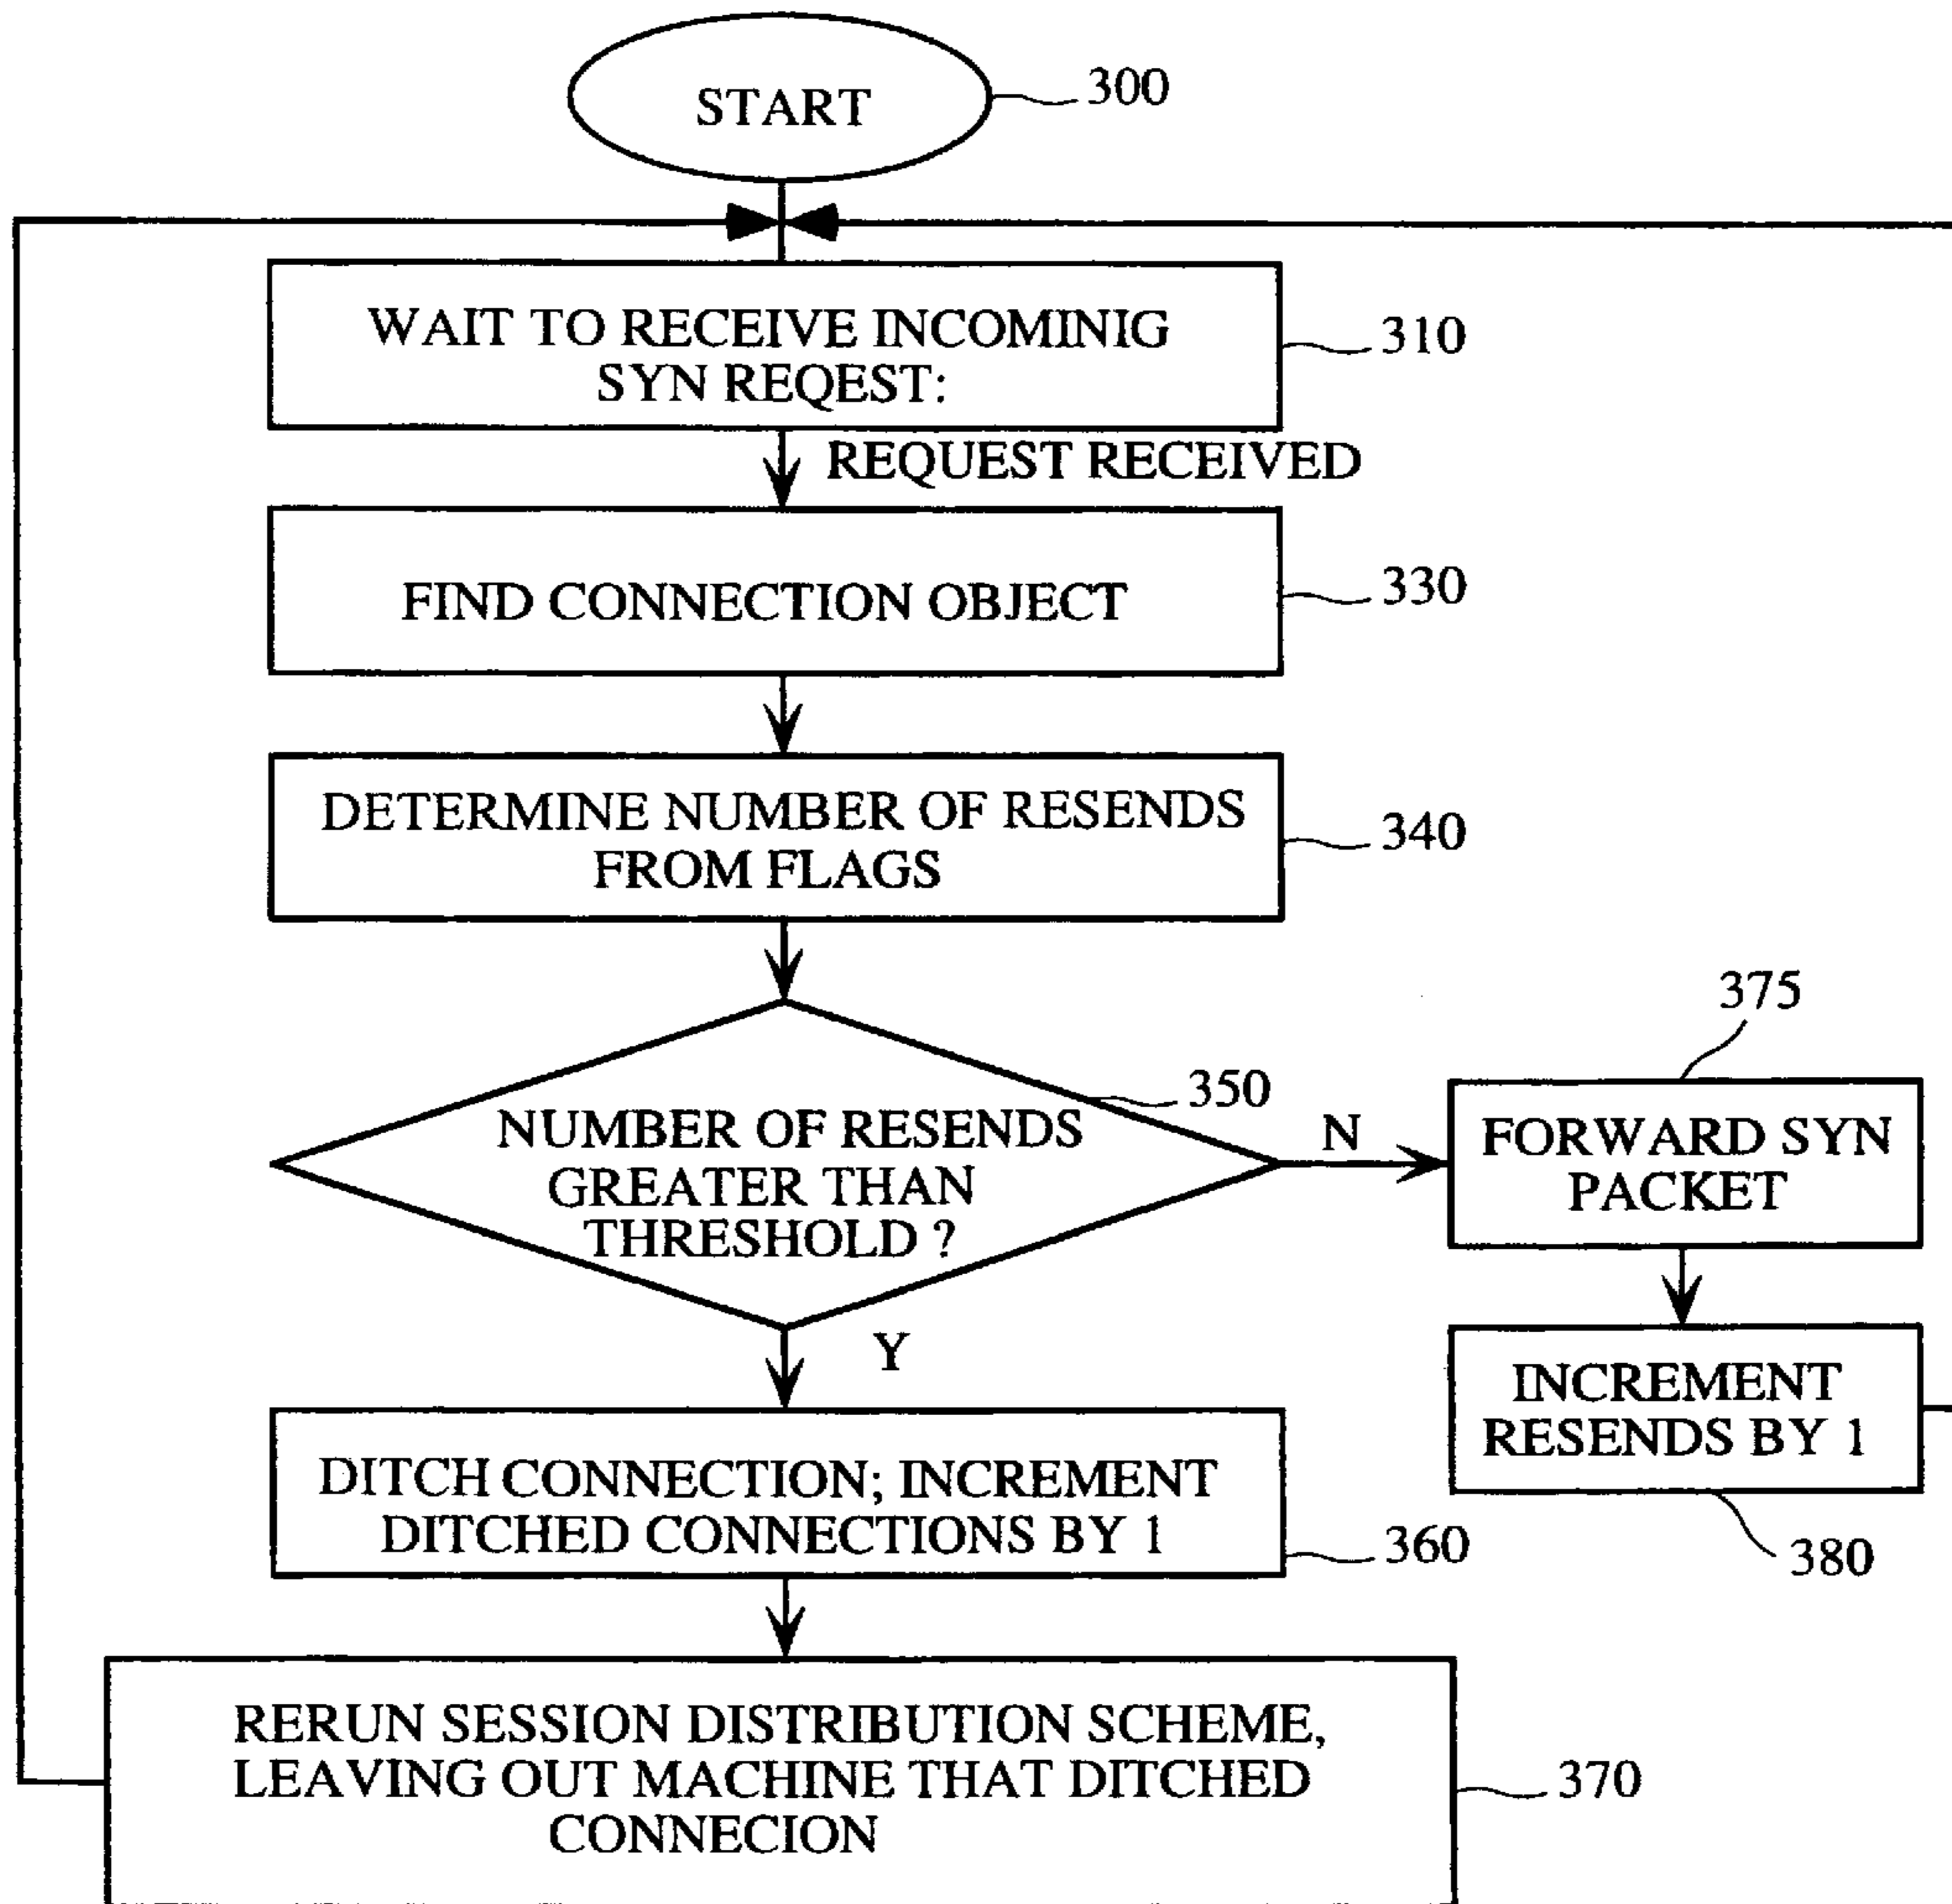 START
300
WAIT TO RECEIVE INCOMINIG
SYN REQEST:
310
REQUEST RECEIVED
FIND CONNECTION OBJECT
330
DETERMINE NUMBER OF RESENDS
FROM FLAGS
340
350
NUMBER OF RESENDS
GREATER THAN
THRESHOLD ?
N
375
FORWARD SYN
PACKET
INCREMENT
RESENDS BY 1
380
Y
DITCH CONNECTION; INCREMENT
DITCHED CONNECTIONS BY 1
360
RERUN SESSION DISTRIBUTION SCHEME,
LEAVING OUT MACHINE THAT DITCHED
CONNECION
370